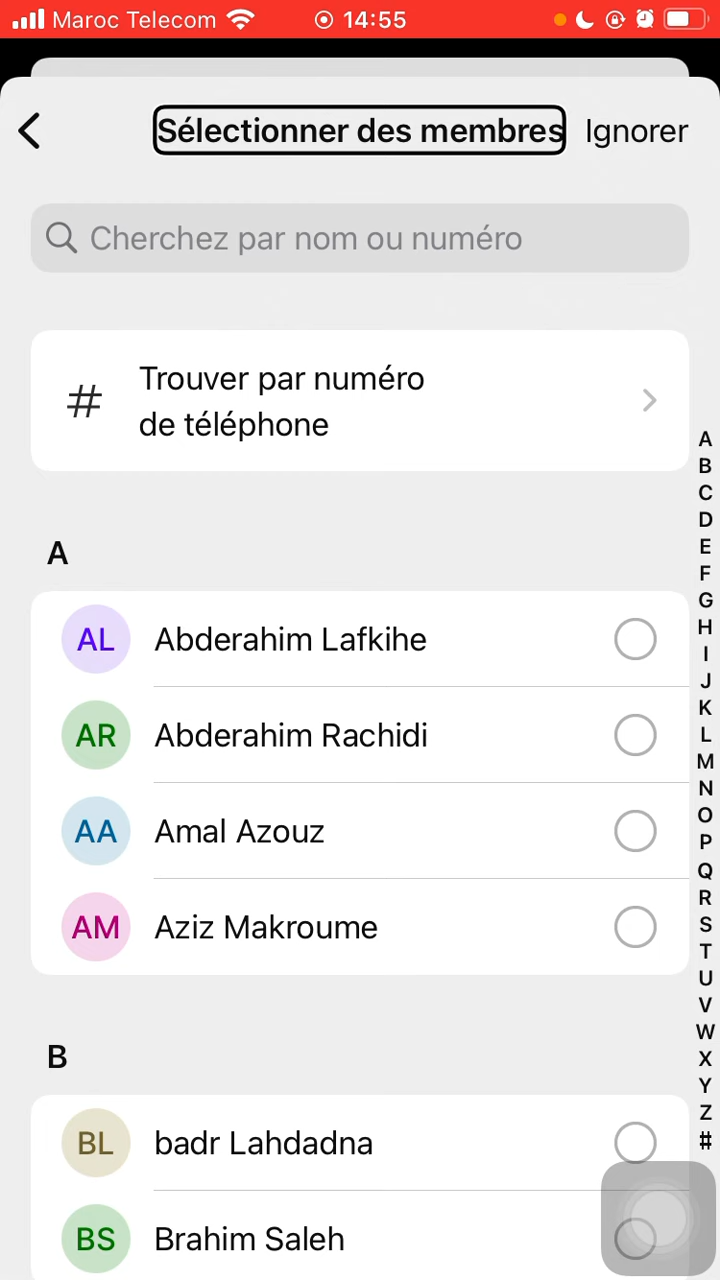 Maroc Telecom 14:55
Sélectionner des membres Ignorer
Cherchez par nom ou numéro
# Trouver par numéro
de téléphone
A
AL Abderahim Lafkihe
AR Abderahim Rachidi
AA Amal Azouz
AM Aziz Makroume
B
BL badr Lahdadna
BS Brahim Saleh
A
B
C
D
E
F
G
H
I
J
K
L
M
N
O
P
Q
R
S
T
U
V
W
X
Y
Z
#